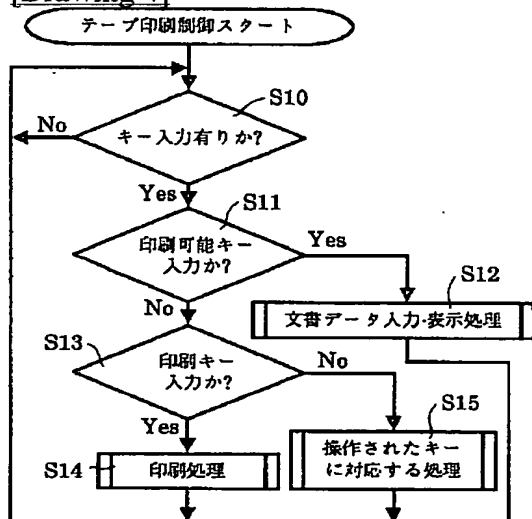 テープ印刷制御スタート
S10
No
キー入力有りか?
Yes
S11
印刷可能キー
入力か?
Yes
S12
No
文書データ入力・表示処理
S13
印刷キー
入力か?
No
S15
Yes
操作されたキー
に対応する処理
S14
印刷処理